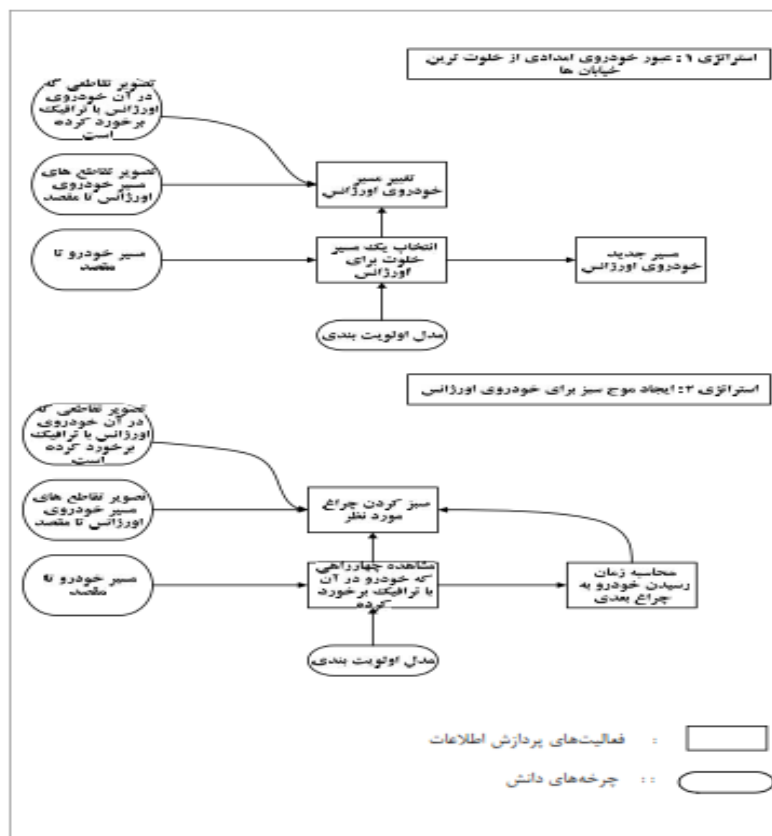 استراتژی ۱: عبور خودروی امدادی از خلوت ترین
خیابان ها
تصویر تقاطعی که
در آن خودروی
اورژانس با ترافیک
برخورد کرده
است
تصویر تقاطع های
مسیر خودروی
اورژانس تا مقصد
تغییر مسیر
خودروی اورژانس
مسیر خودرو تا
مقصد
انتخاب یک مسیر
خلوت برای
اورژانس
مسیر جدید
خودروی اورژانس
مدل اولویت بندی
استراتژی ۲: ایجاد موج سبز برای خودروی اورژانس
تصویر تقاطعی که
در آن خودروی
اورژانس با ترافیک
برخورد کرده
است
تصویر تقاطع های
مسیر خودروی
اورژانس تا مقصد
سبز کردن چراغ
مورد نظر
مسیر خودرو تا
مقصد
مشاهده چهارراهی
که خودرو در آن
با ترافیک برخورد
کرده
محاسبه زمان
رسیدن خودرو به
چراغ بعدی
مدل اولویت بندی
: فعالیت‌های پردازش اطلاعات
:: چرخه‌های دانش